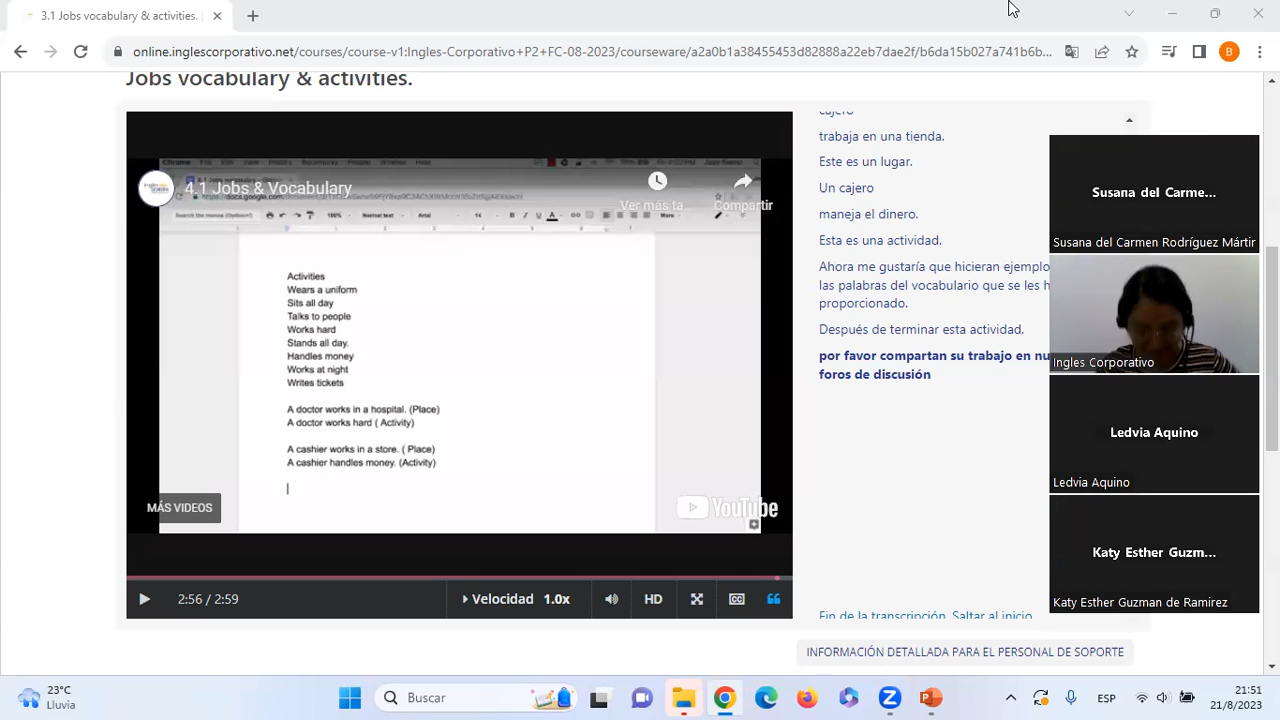 3.1 Jobs vocabulary & activities.
online.inglescorporativo.net/courses/course-v1:Ingles-Corporativo+P2+FC-08-2023/courseware/a2a0b1a38455453d82888a22eb7dae2f/b6da15b027a741b6b...
B
Jobs vocabulary & activities.
4.1 Jobs & Vocabulary
Ver más ta...
Compartir
Activities
Wears a uniform
Sits all day
Talks to people
Works hard
Stands all day.
Handles money
Works at night
Writes tickets
A doctor works in a hospital. (Place)
A doctor works hard ( Activity)
A cashier works in a store. ( Place)
A cashier handles money. (Activity)
MÁS VIDEOS
YouTube
2:56 / 2:59
Velocidad 1.0x
HD
cajero
trabaja en una tienda.
Este es un lugar.
Un cajero
maneja el dinero.
Esta es una actividad.
Ahora me gustaría que hicieran ejemplo
las palabras del vocabulario que se les h
proporcionado.
Después de terminar esta actividad,
por favor compartan su trabajo en nu
foros de discusión
Fin de la transcripción. Saltar al inicio
INFORMACIÓN DETALLADA PARA EL PERSONAL DE SOPORTE
Susana del Carme...
Susana del Carmen Rodríguez Mártir
Ingles Corporativo
Ledvia Aquino
Ledvia Aquino
Katy Esther Guzm...
Katy Esther Guzman de Ramirez
23°C
Lluvia
Buscar
ESP
21:51
21/8/2023